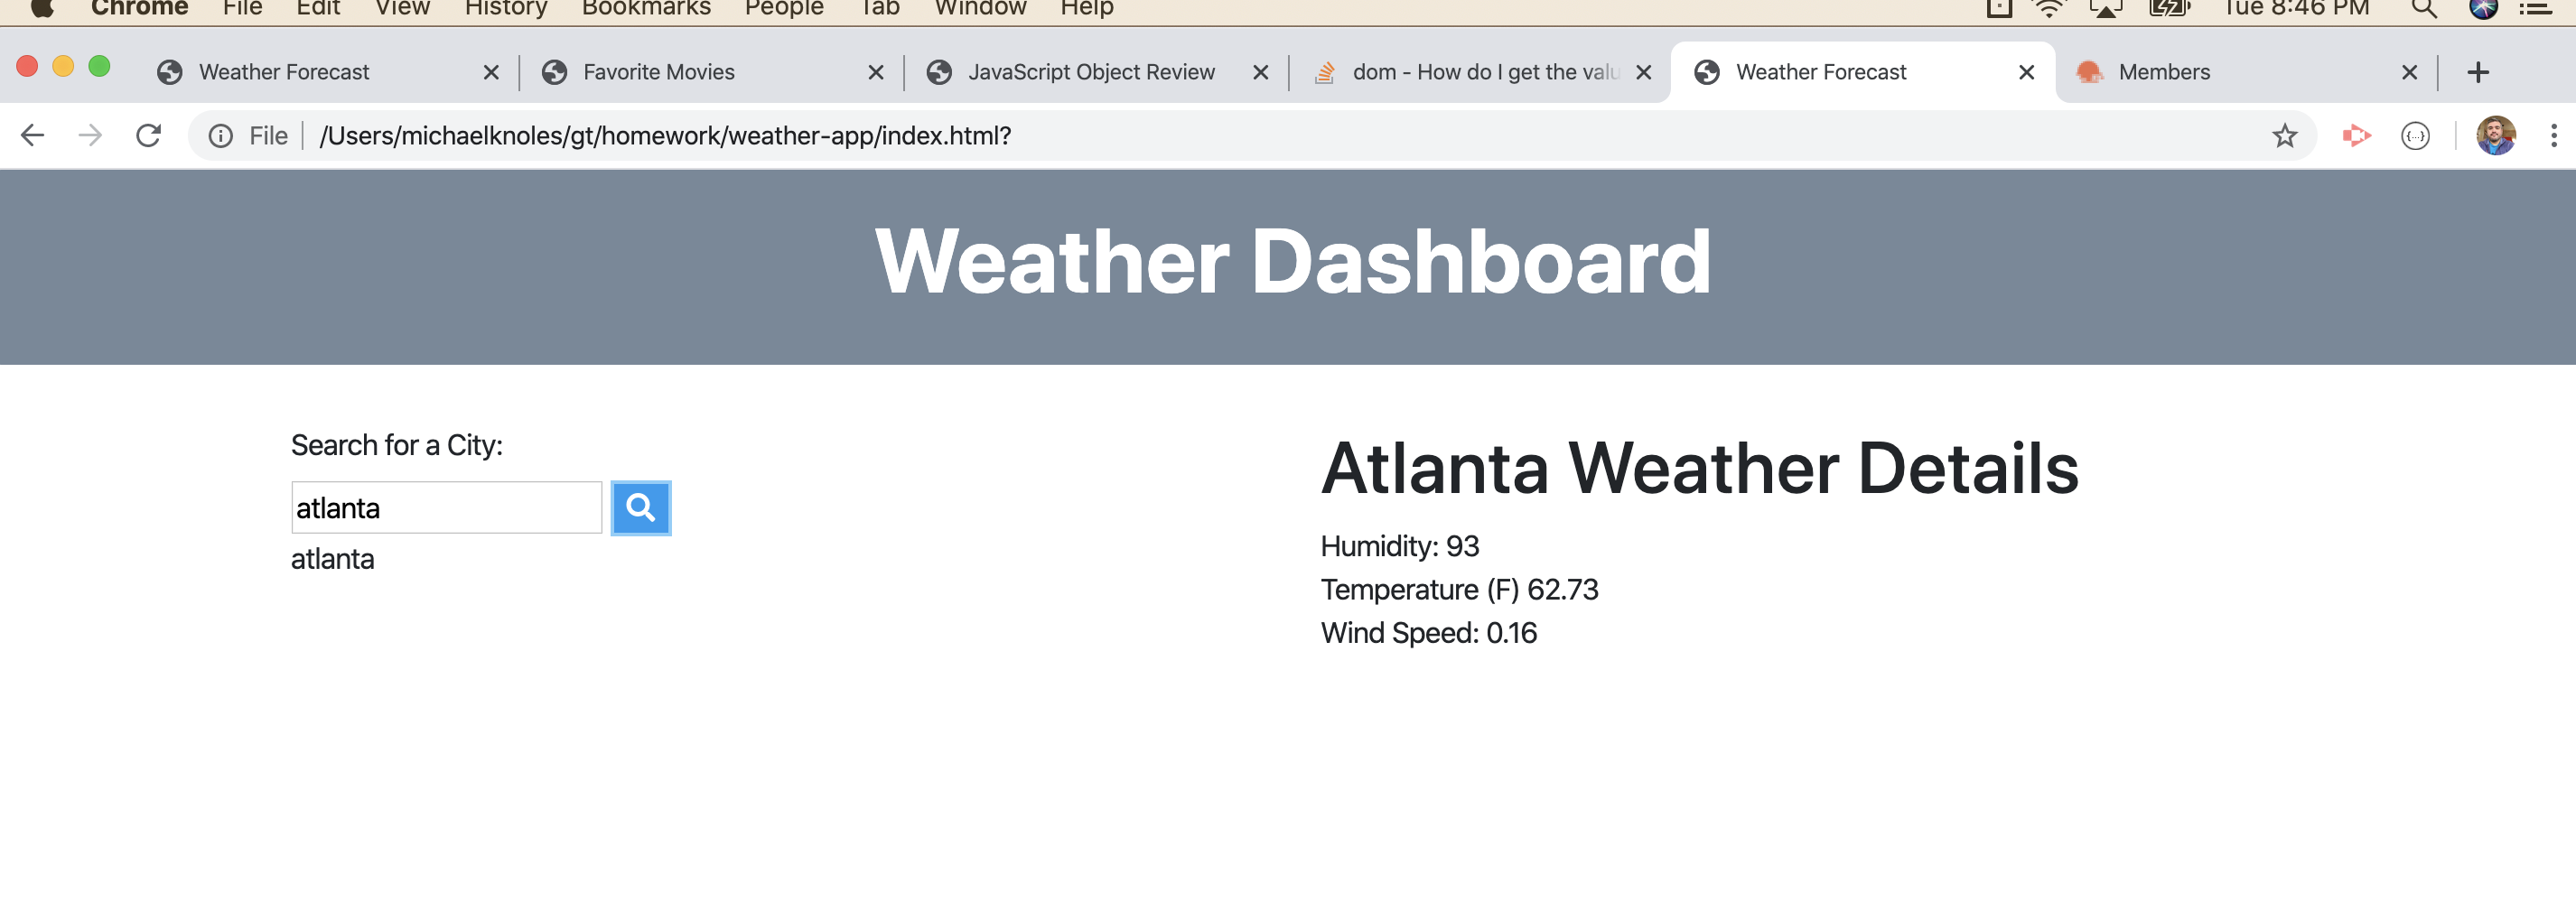 Chrome File Edit View History Bookmarks People Tab Window Help Tue 8:46 PM
Weather Forecast Favorite Movies JavaScript Object Review dom - How do I get the valu Weather Forecast Members
File /Users/michaelknoles/gt/homework/weather-app/index.html?
Weather Dashboard
Search for a City:
atlanta
atlanta
Atlanta Weather Details
Humidity: 93
Temperature (F) 62.73
Wind Speed: 0.16